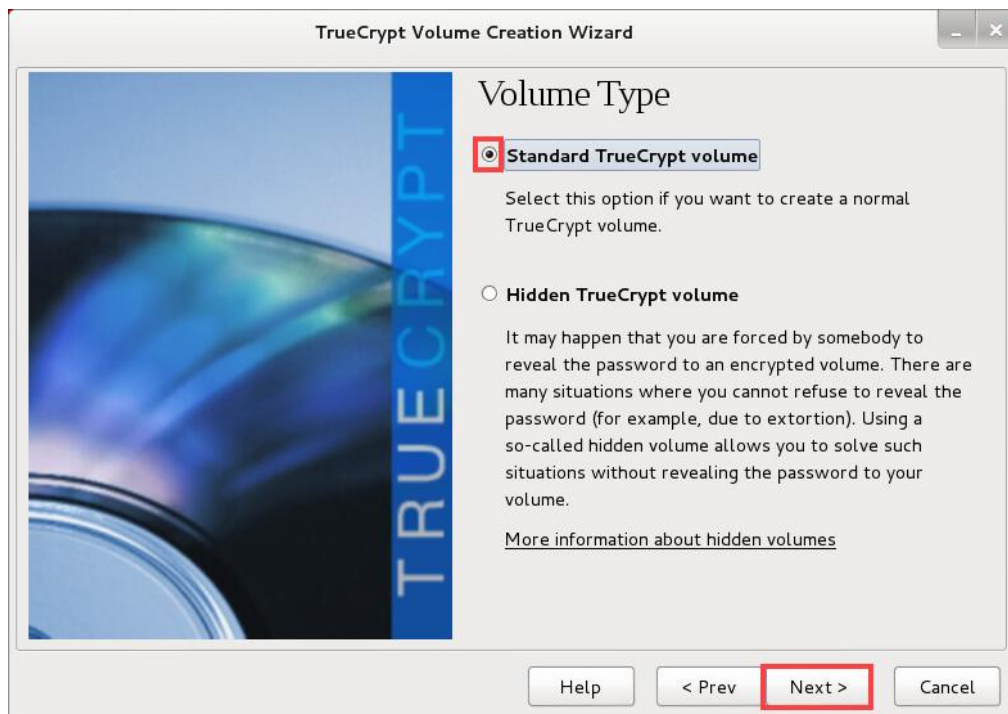 TrueCrypt Volume Creation Wizard
TRUECRYPT
Volume Type
Standard TrueCrypt volume
Select this option if you want to create a normal
TrueCrypt volume.
Hidden TrueCrypt volume
It may happen that you are forced by somebody to
reveal the password to an encrypted volume. There are
many situations where you cannot refuse to reveal the
password (for example, due to extortion). Using a
so-called hidden volume allows you to solve such
situations without revealing the password to your
volume.
More information about hidden volumes
Help
< Prev
Next >
Cancel